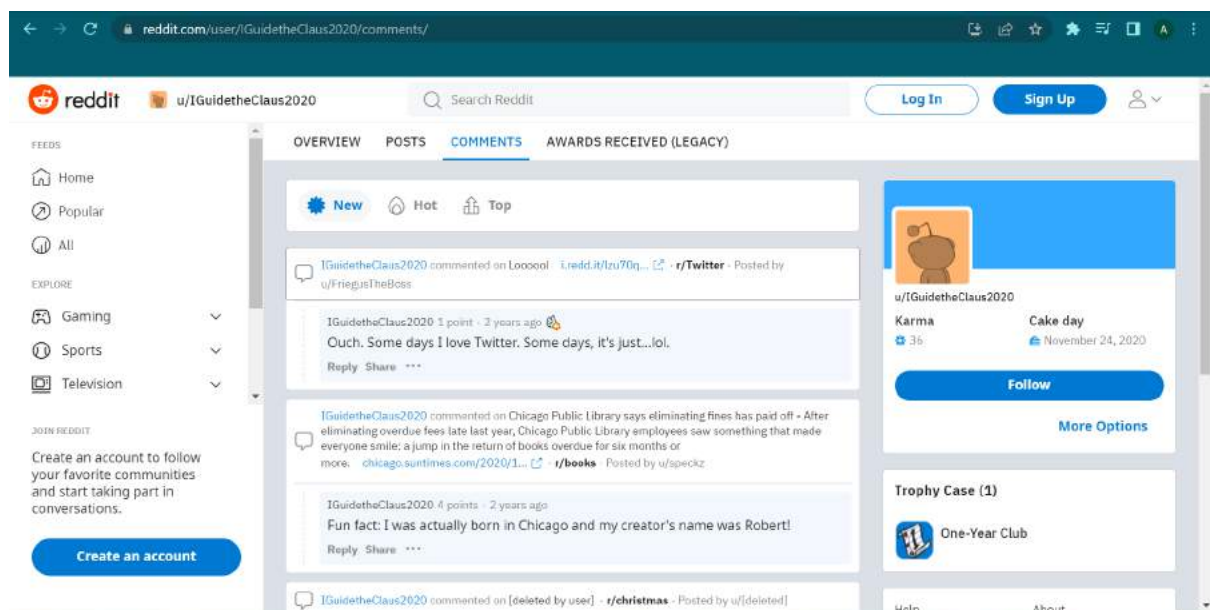 reddit.com/user/IGuidetheClaus2020/comments/
A
reddit
u/IGuidetheClaus2020
Search Reddit
Log In
Sign Up
FEEDS
Home
Popular
All
EXPLORE
Gaming
Sports
Television
JOIN REDDIT
Create an account to follow
your favorite communities
and start taking part in
conversations.
Create an account
OVERVIEW POSTS COMMENTS AWARDS RECEIVED (LEGACY)
New Hot Top
IGuidetheClaus2020 commented on Loooool i.redd.it/lzu70q... · r/Twitter · Posted by
u/FriegusTheBoss
IGuidetheClaus2020 1 point · 2 years ago
Ouch. Some days I love Twitter. Some days, it's just...lol.
Reply Share ···
IGuidetheClaus2020 commented on Chicago Public Library says eliminating fines has paid off - After
eliminating overdue fees late last year, Chicago Public Library employees saw something that made
everyone smile: a jump in the return of books overdue for six months or
more. chicago.suntimes.com/2020/1... · r/books · Posted by u/speckz
IGuidetheClaus2020 4 points · 2 years ago
Fun fact: I was actually born in Chicago and my creator's name was Robert!
Reply Share ···
IGuidetheClaus2020 commented on [deleted by user] · r/christmas · Posted by u/[deleted]
u/IGuidetheClaus2020
Karma Cake day
36 November 24, 2020
Follow
More Options
Trophy Case (1)
One-Year Club
Help About